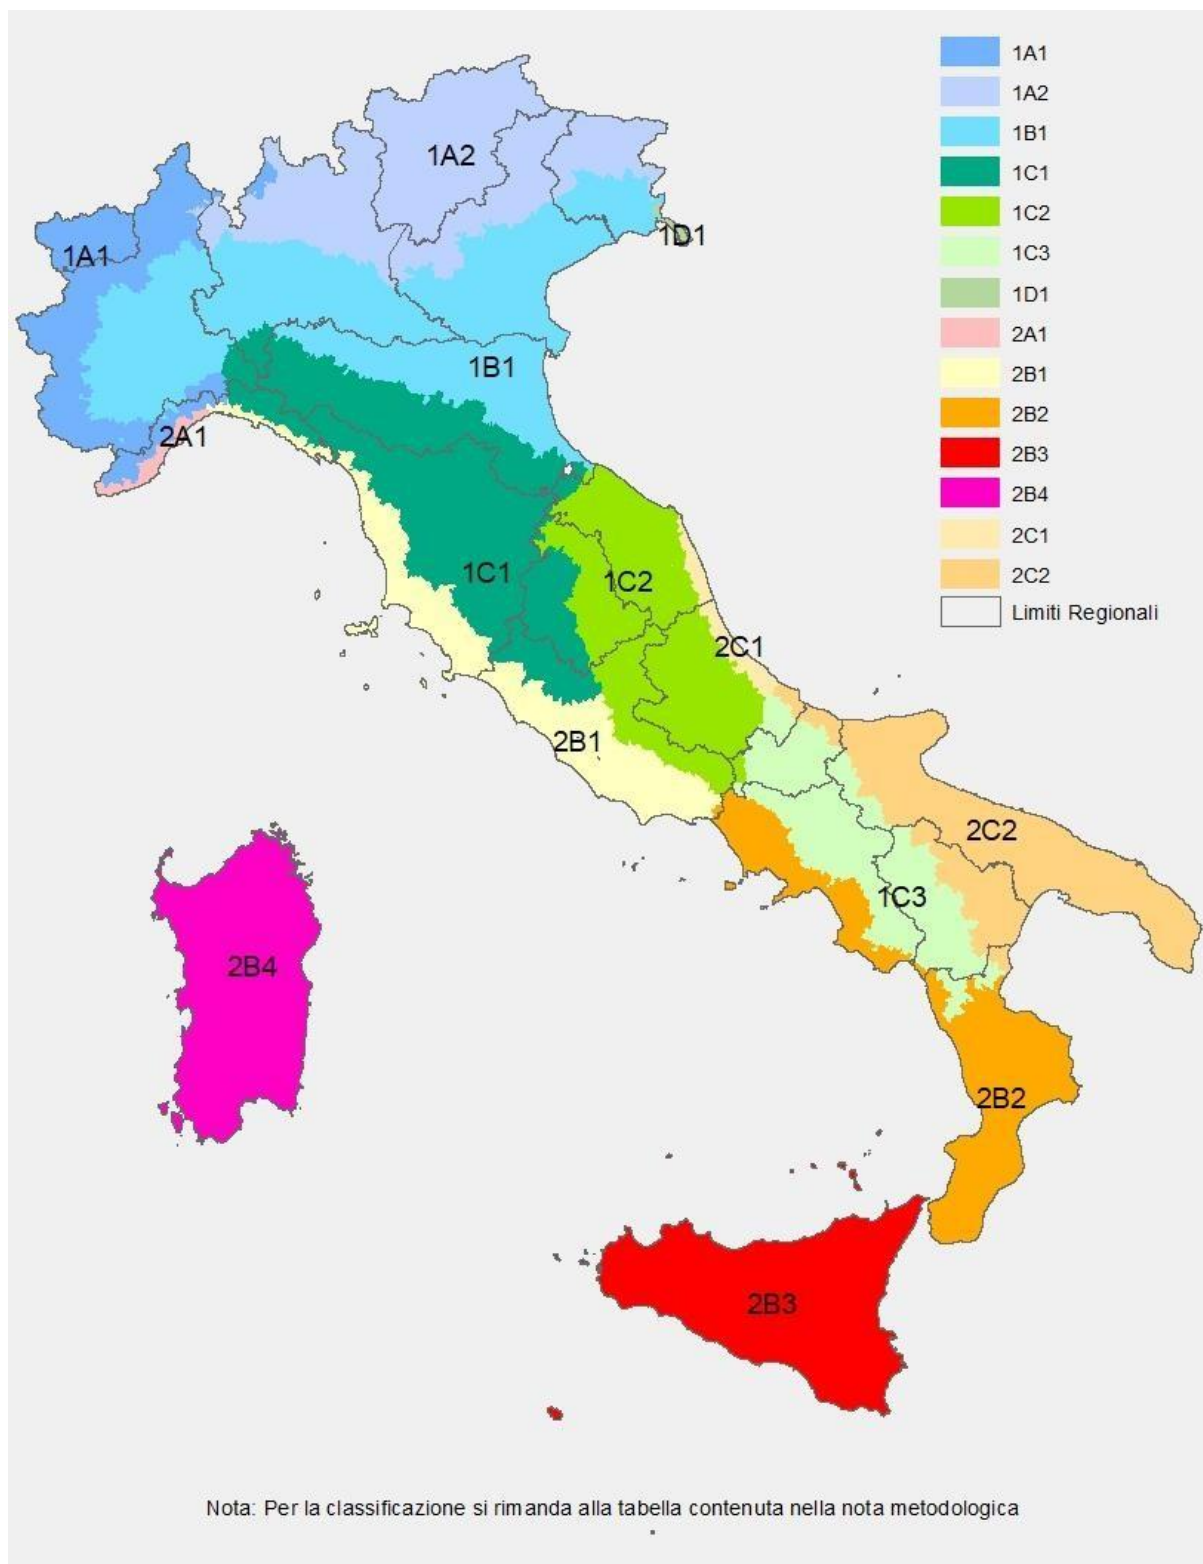 1A1
1A2
1B1
1C1
1C2
1C3
1D1
2A1
2B1
2B2
2B3
2B4
2C1
2C2
Limiti Regionali
1A2
1D1
1A1
1B1
2A1
1C1
1C2
2C1
2B1
2C2
1C3
2B4
2B2
2B3
Nota: Per la classificazione si rimanda alla tabella contenuta nella nota metodologica